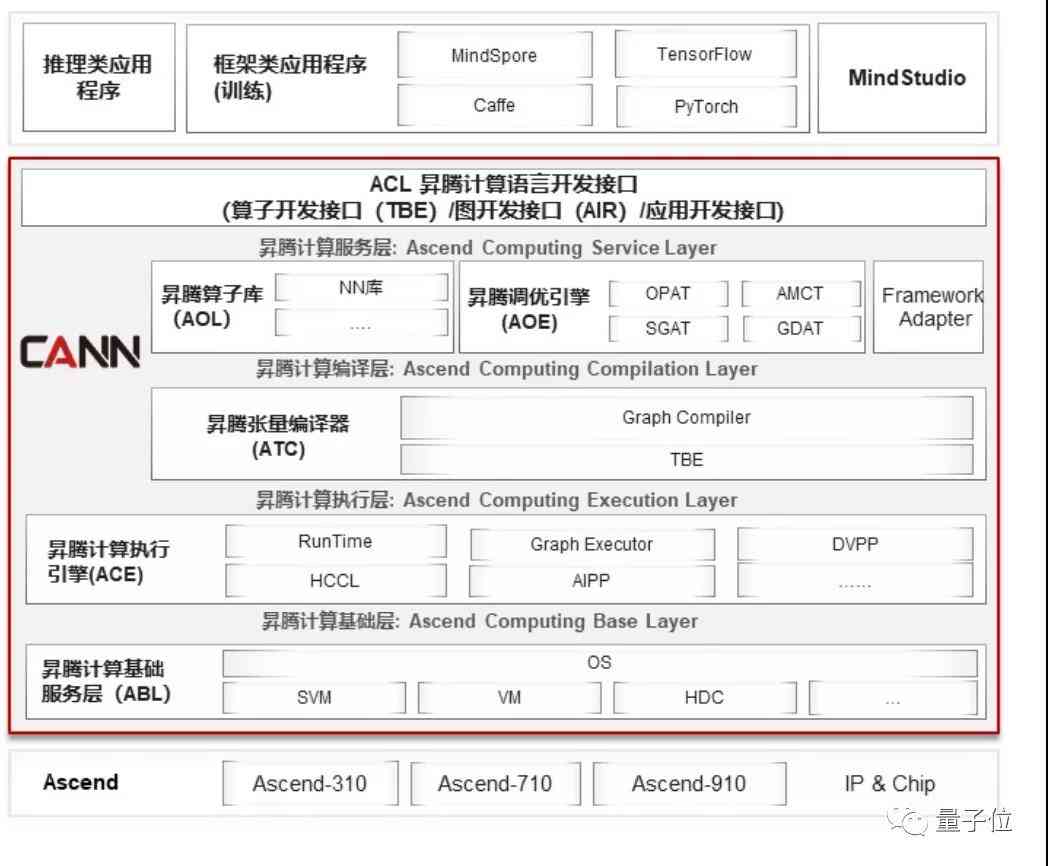 推理类应用
程序
框架类应用程序
(训练)
MindSpore
TensorFlow
Caffe
PyTorch
MindStudio
ACL 昇腾计算语言开发接口
(算子开发接口（TBE）/图开发接口（AIR）/应用开发接口)
昇腾计算服务层: Ascend Computing Service Layer
CANN
昇腾算子库
(AOL)
NN库
....
昇腾调优引擎
(AOE)
OPAT
AMCT
SGAT
GDAT
Framework
Adapter
昇腾计算编译层: Ascend Computing Compilation Layer
昇腾张量编译器
(ATC)
Graph Compiler
TBE
昇腾计算执行层: Ascend Computing Execution Layer
昇腾计算执行
引擎(ACE)
RunTime
Graph Executor
DVPP
HCCL
AIPP
......
昇腾计算基础层: Ascend Computing Base Layer
昇腾计算基础
服务层（ABL）
OS
SVM
VM
HDC
...
Ascend
Ascend-310
Ascend-710
Ascend-910
IP & Chip
量子位